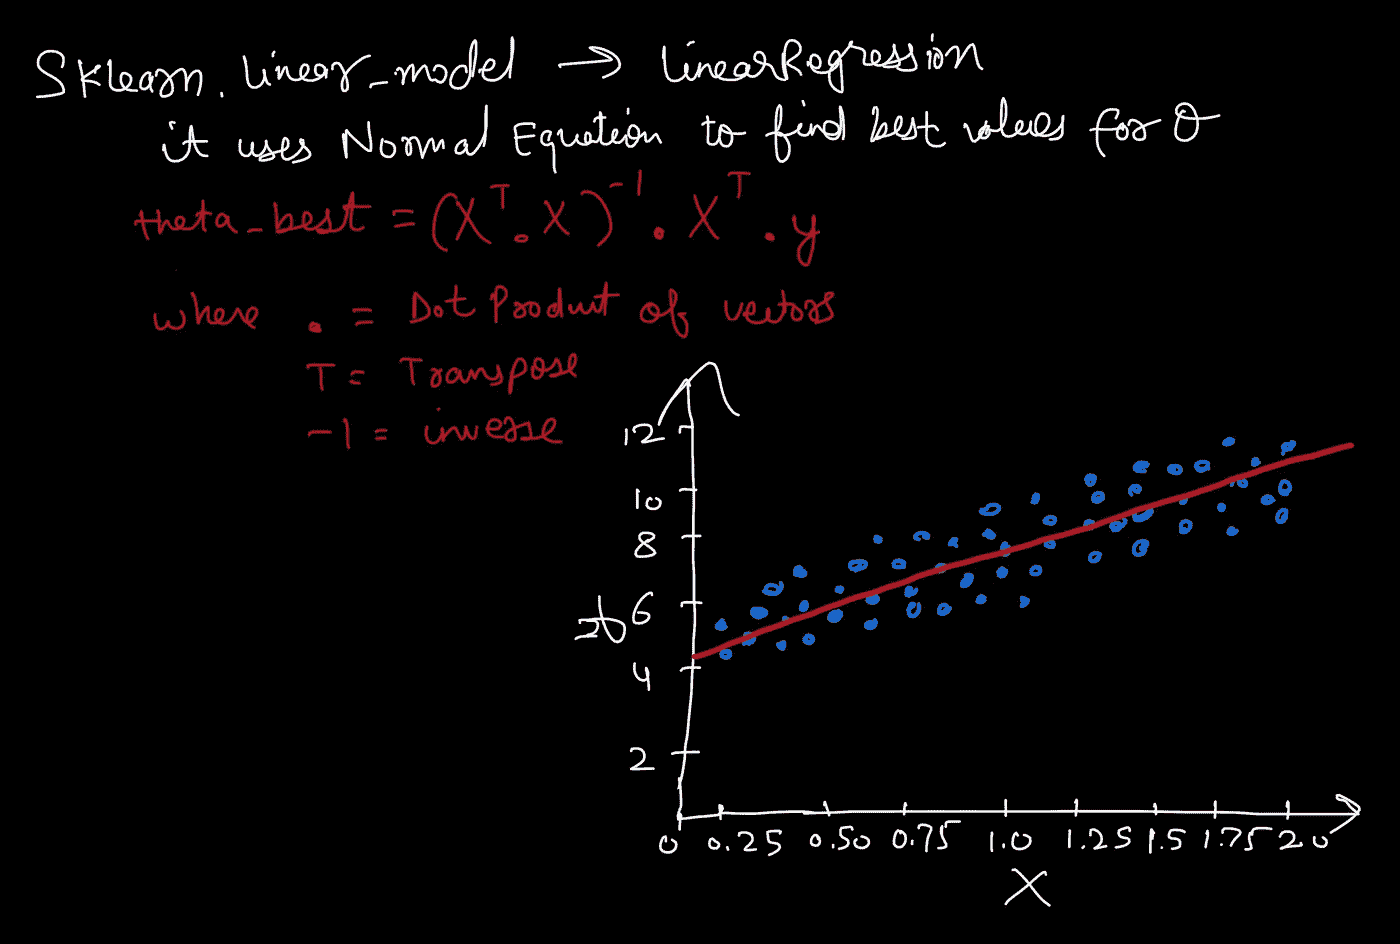 Sklearn.linear_model → LinearRegression
it uses Normal Equation to find best values for θ
theta_best = (X^T . X)^-1 . X^T . y
where . = Dot Product of vectors
T = Transpose
-1 = inverse
12
10
8
6
4
2
0 0.25 0.50 0.75 1.0 1.25 1.5 1.75 2.0
X